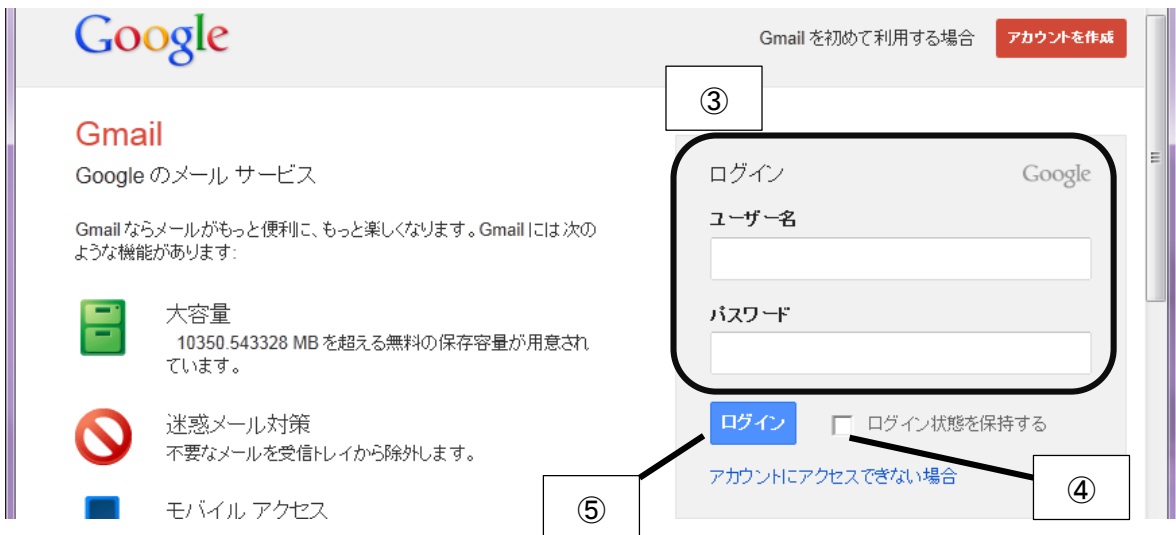 Google
Gmail を初めて利用する場合
アカウントを作成
③
Gmail
Google のメール サービス
Gmail ならメールがもっと便利に、もっと楽しくなります。Gmail には次の
ような機能があります:
大容量
10350.543328 MB を超える無料の保存容量が用意され
ています。
迷惑メール対策
不要なメールを受信トレイから除外します。
モバイル アクセス
ログイン
Google
ユーザー名
パスワード
ログイン
ログイン状態を保持する
アカウントにアクセスできない場合
④
⑤